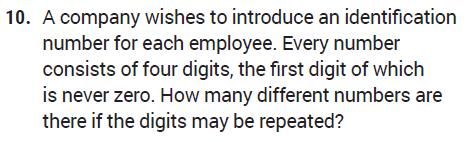 10. A company wishes to introduce an identification
number for each employee. Every number
consists of four digits, the first digit of which
is never zero. How many different numbers are
there if the digits may be repeated?